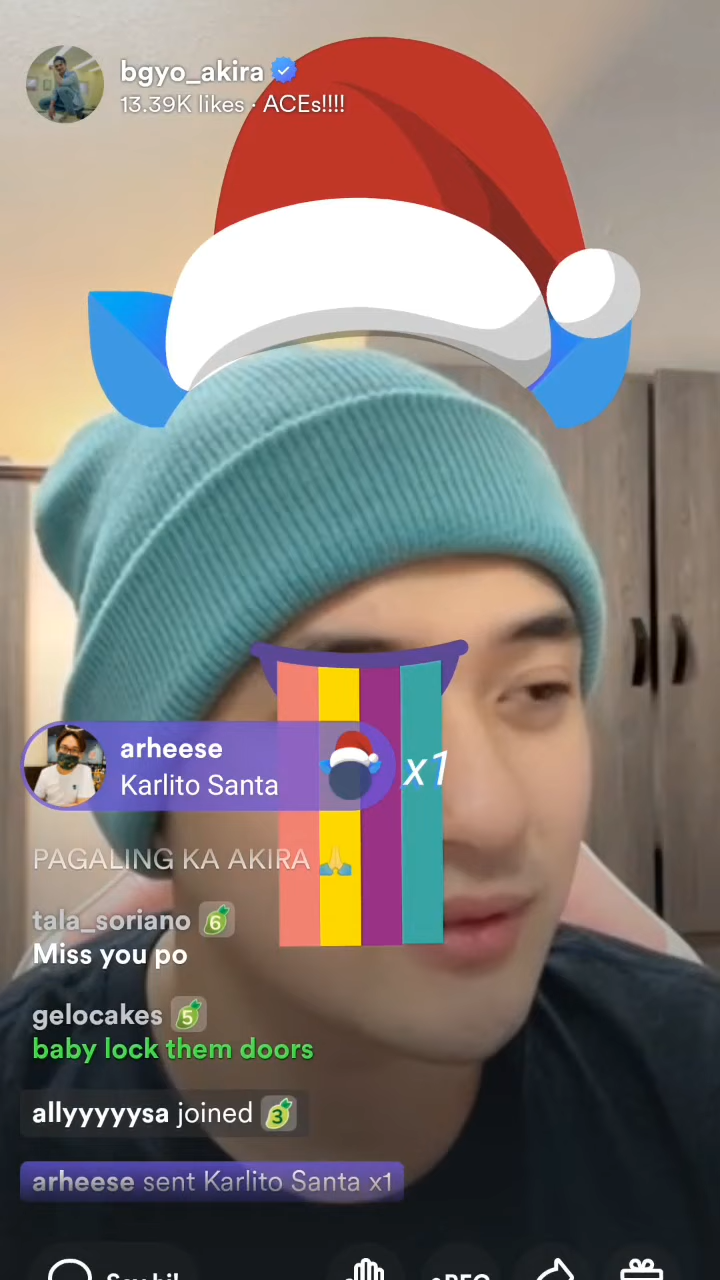 bgyo_akira
13.39K likes · ACEs!!!!
arheese
Karlito Santa
x1
PAGALING KA AKIRA 🙏
tala_soriano 6
Miss you po
gelocakes 5
baby lock them doors
allyyyyysa joined 3
arheese sent Karlito Santa x1